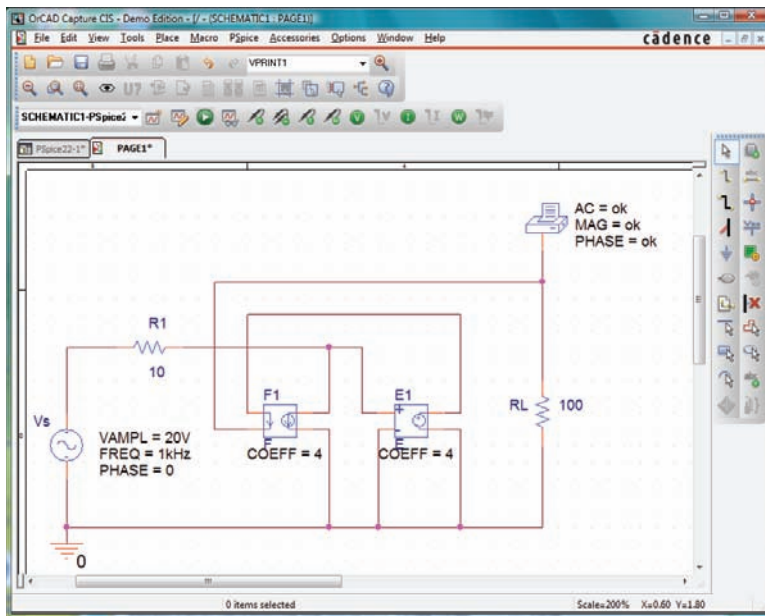 OrCAD Capture CIS - Demo Edition - [/ - (SCHEMATIC1 : PAGE1)]
File Edit View Tools Place Macro PSpice Accessories Options Window Help cādence
VPRINT1
U?
SCHEMATIC1-PSpice2
V V I I W
PSpice22-1* PAGE1*
AC = ok
MAG = ok
PHASE = ok
R1
10
F1
E1
RL 100
Vs
VAMPL = 20V
FREQ = 1kHz
PHASE = 0
F
E
COEFF = 4
COEFF = 4
0
0 items selected Scale=200% X=0.60 Y=1.80